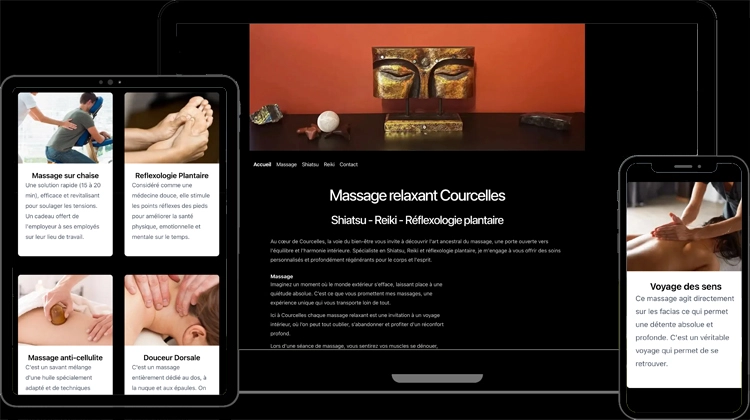 Massage sur chaise
Une solution rapide (15 à 20
min), efficace et revitalisant
pour soulager les tensions.
Un cadeau offert de
l'employeur à ses employés
sur leur lieu de travail.
Reflexologie Plantaire
Considéré comme une
médecine douce, elle stimule
les points réflexes des pieds
pour améliorer la santé
physique, emotionnelle et
mentale sur le temps.
Massage anti-cellulite
C'est un savant mélange
d'une huile spécialement
adapté et de techniques
Douceur Dorsale
C'est un massage
entièrement dédié au dos, à
la nuque et aux épaules. On
Accueil Massage Shiatsu Reiki Contact
Massage relaxant Courcelles
Shiatsu - Reiki - Réflexologie plantaire
Au cœur de Courcelles, la voie du bien-être vous invite à découvrir l'art ancestral du massage, une porte ouverte vers
l'équilibre et l'harmonie intérieure. Spécialiste en Shiatsu, Reiki et réflexologie plantaire, je m'engage à vous offrir des soins
personnalisés et profondément régénérants pour le corps et l'esprit.
Massage
Imaginez un moment où le monde extérieur s'efface, laissant place à une
quiétude absolue. C'est ce que vous promettent mes massages, une
expérience unique qui vous transporte loin de tout.
Ici à Courcelles chaque massage relaxant est une invitation à un voyage
intérieur, où l'on peut tout oublier, s'abandonner et profiter d'un réconfort
profond.
Lors d'une séance de massage, vous sentirez vos muscles se dénouer,
Voyage des sens
Ce massage agit directement
sur les facias ce qui permet
une détente absolue et
profonde. C'est un véritable
voyage qui permet de se
retrouver.